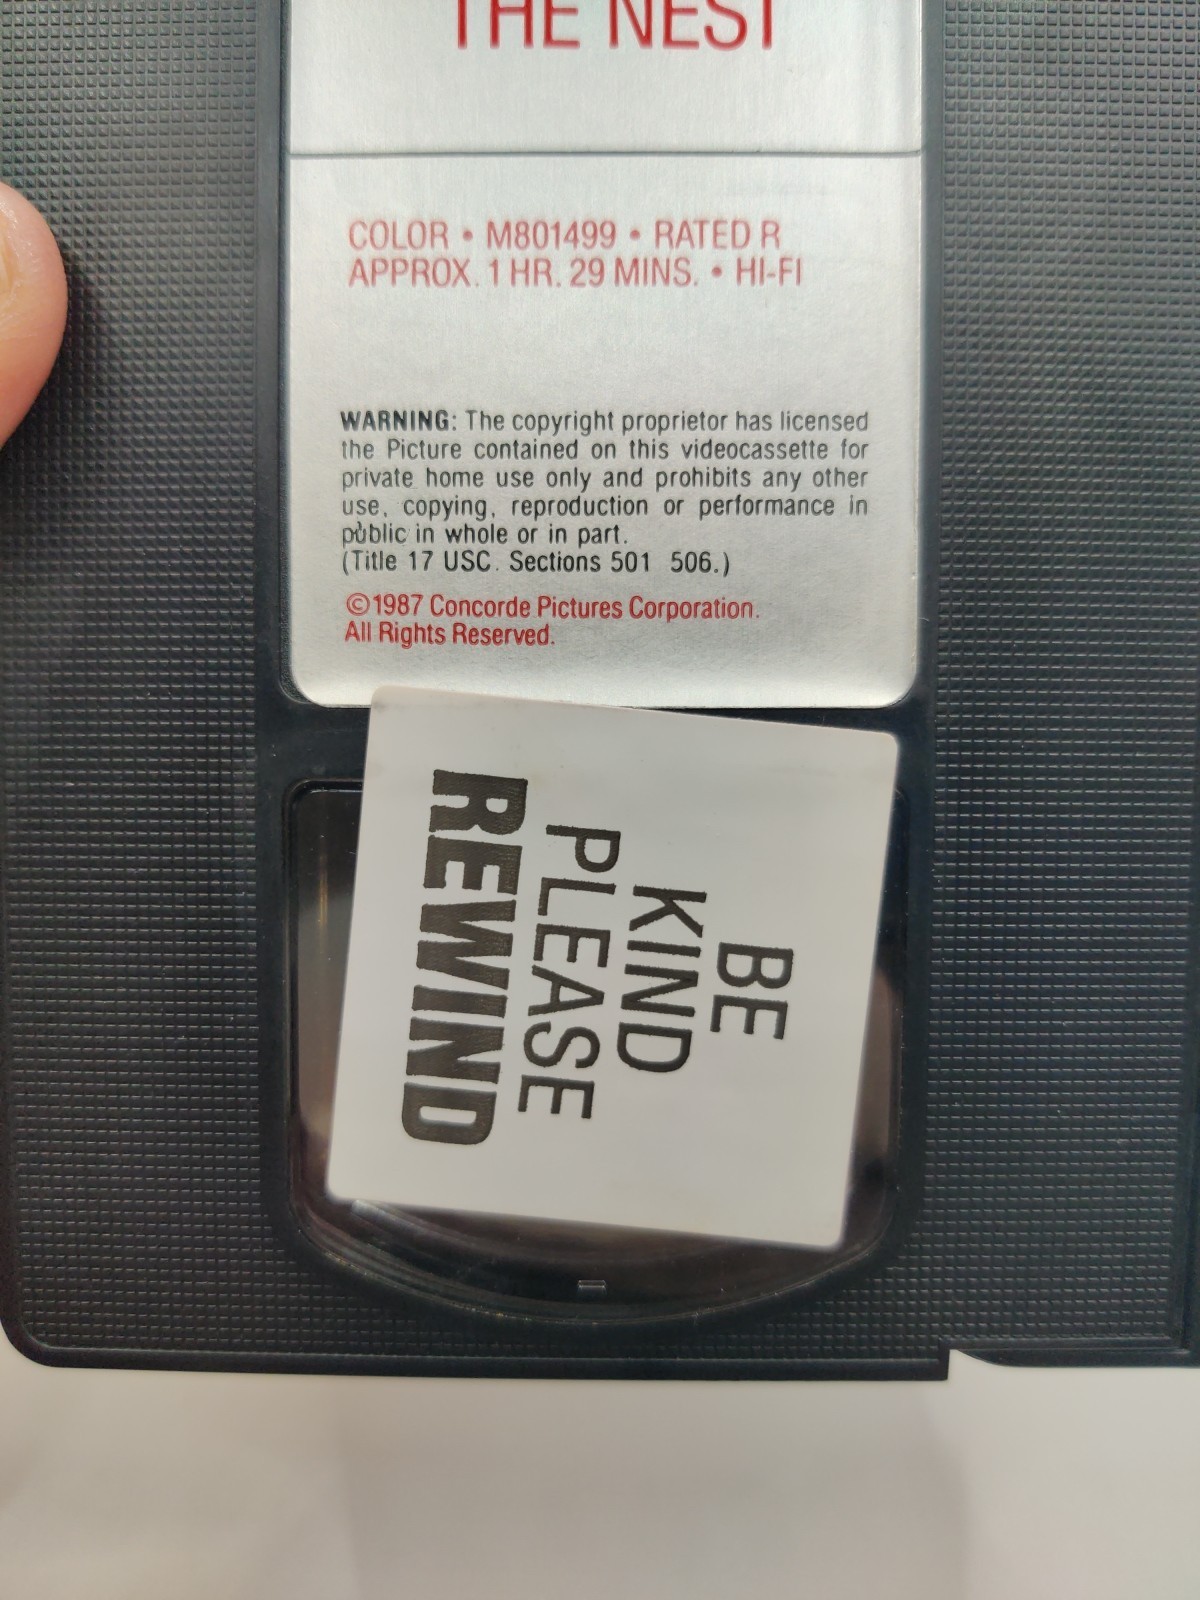 THE NEST
COLOR • M801499 • RATED R
APPROX. 1 HR. 29 MINS. • HI-FI
WARNING: The copyright proprietor has licensed
the Picture contained on this videocassette for
private home use only and prohibits any other
use, copying, reproduction or performance in
public in whole or in part.
(Title 17 USC. Sections 501 506.)
©1987 Concorde Pictures Corporation.
All Rights Reserved.
BE
KIND
PLEASE
REWIND